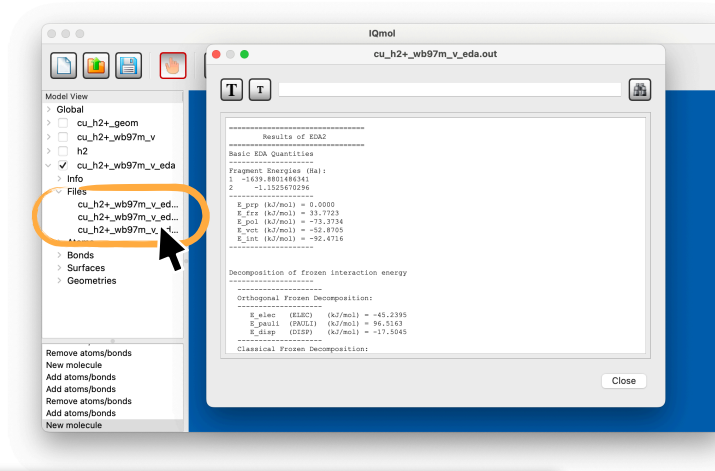 IQmol
cu_h2+_wb97m_v_eda.out
T T
Model View
Global
cu_h2+_geom
cu_h2+_wb97m_v
h2
cu_h2+_wb97m_v_eda
Info
Files
cu_h2+_wb97m_v_ed...
cu_h2+_wb97m_v_ed...
cu_h2+_wb97m_v_ed...
Atoms
Bonds
Surfaces
Geometries
Remove atoms/bonds
New molecule
Add atoms/bonds
Add atoms/bonds
Remove atoms/bonds
Add atoms/bonds
New molecule
================================
Results of EDA2
================================
Basic EDA Quantities
--------------------
Fragment Energies (Ha):
1 -1639.8801486341
2 -1.1525670296
--------------------
E_prp (kJ/mol) = 0.0000
E_frz (kJ/mol) = 33.7723
E_pol (kJ/mol) = -73.3734
E_vct (kJ/mol) = -52.8705
E_int (kJ/mol) = -92.4716
--------------------
Decomposition of frozen interaction energy
--------------------
--------------------
Orthogonal Frozen Decomposition:
--------------------
E_elec (ELEC) (kJ/mol) = -45.2395
E_pauli (PAULI) (kJ/mol) = 96.5163
E_disp (DISP) (kJ/mol) = -17.5045
--------------------
Classical Frozen Decomposition:
Close